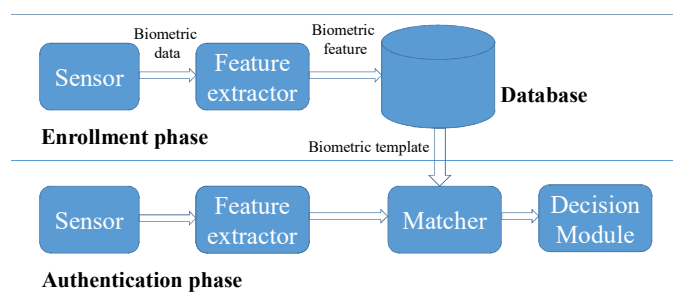 Biometric
data
Biometric
feature
Sensor
Feature
extractor
Database
Enrollment phase
Biometric template
Sensor
Feature
extractor
Matcher
Decision
Module
Authentication phase